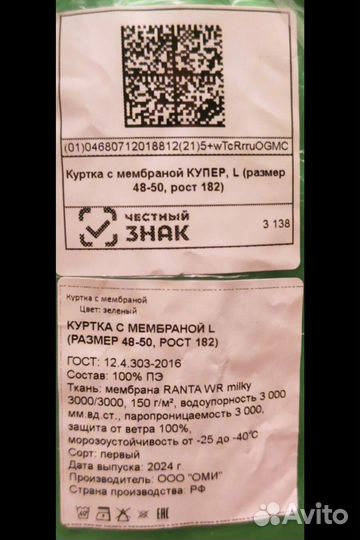 (01)04680712018812(21)5+wTcRrruOGMC
Куртка с мембраной КУПЕР, L (размер
48-50, рост 182)
ЧЕСТНЫЙ
ЗНАК
3 138
Куртка с мембраной
Цвет: зеленый
КУРТКА С МЕМБРАНОЙ L
(РАЗМЕР 48-50, РОСТ 182)
ГОСТ: 12.4.303-2016
Состав: 100% ПЭ
Ткань: мембрана RANTA WR milky
3000/3000, 150 г/м², водоупорность 3 000
мм.вд.ст., паропроницаемость 3 000,
защита от ветра 100%,
морозоустойчивость от -25 до -40°C
Сорт: первый
Дата выпуска: 2024 г.
Производитель: ООО "ОМИ"
Страна производства: РФ
EAC
Avito